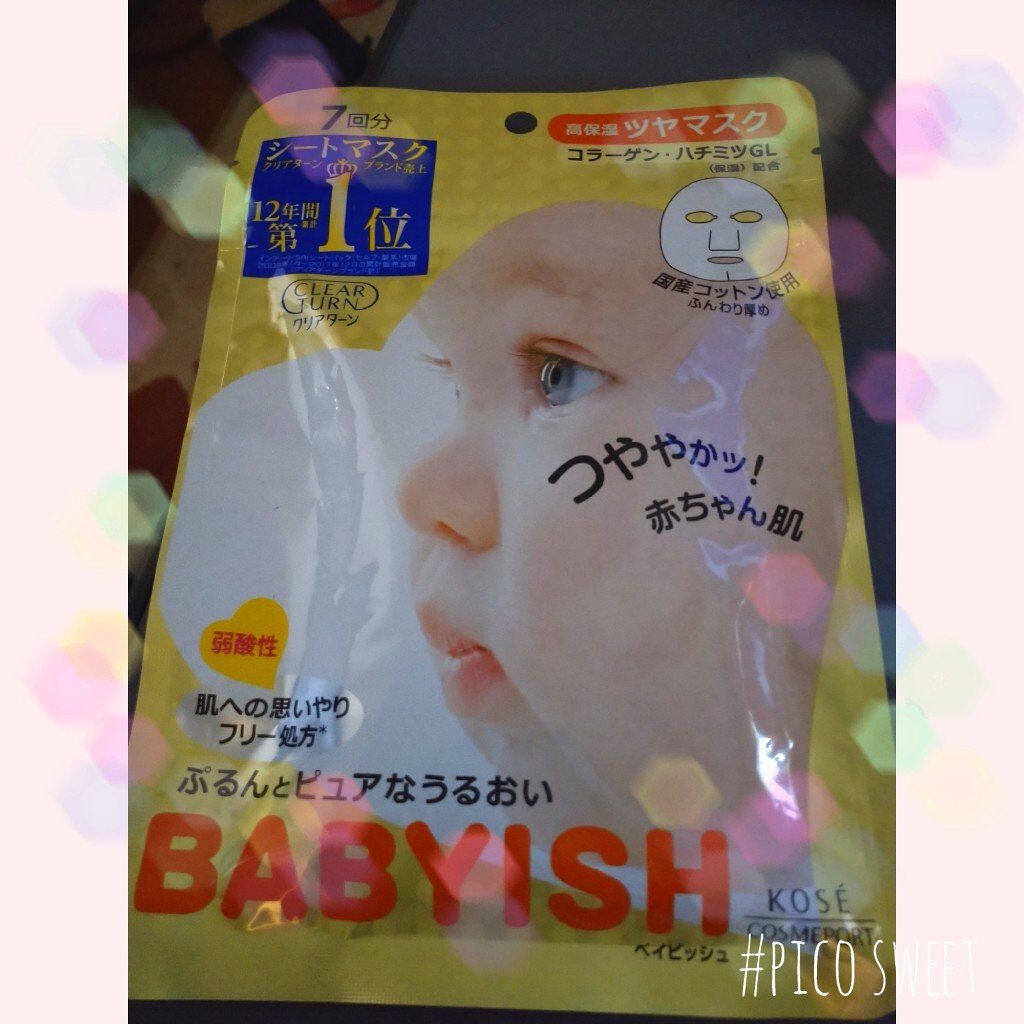 7回分
シートマスク
クリアターン ブランド売上
12年間
累計
第1位
CLEAR
TURN
クリアターン
高保湿 ツヤマスク
コラーゲン・ハチミツGL
(保湿) 配合
国産コットン使用
ふんわり厚め
つややかッ!
赤ちゃん肌
弱酸性
肌への思いやり
フリー処方*
ぷるんとピュアなうるおい
BABYISH
ベイビッシュ
KOSÉ
COSMEPORT
#PICO SWEET